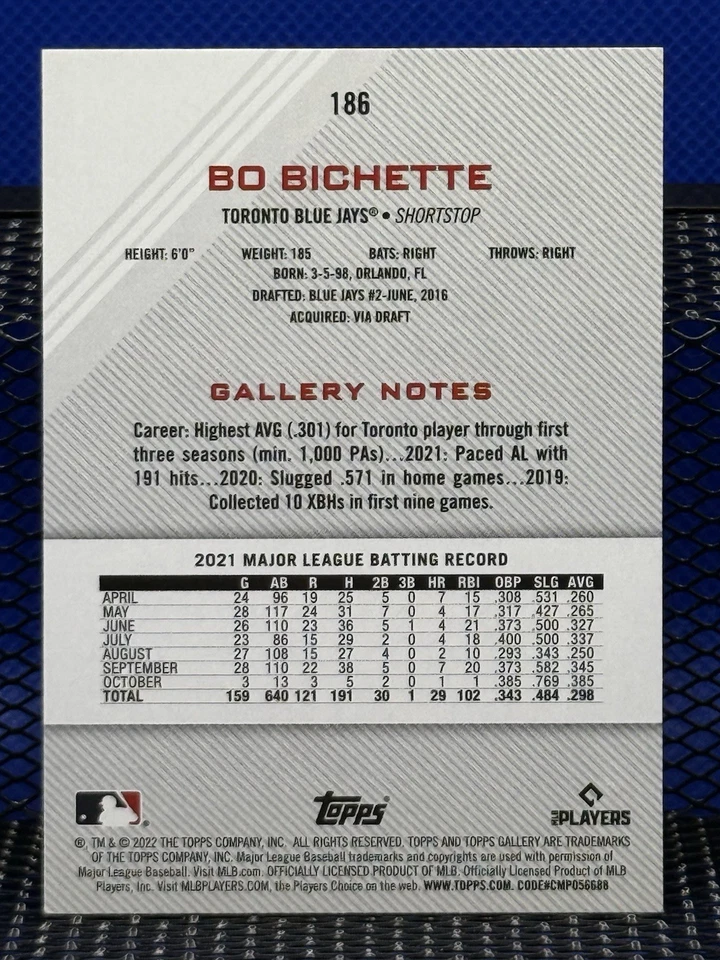 186
BO BICHETTE
TORONTO BLUE JAYS® • SHORTSTOP
HEIGHT: 6'0" WEIGHT: 185 BATS: RIGHT THROWS: RIGHT
BORN: 3-5-98, ORLANDO, FL
DRAFTED: BLUE JAYS #2-JUNE, 2016
ACQUIRED: VIA DRAFT
GALLERY NOTES
Career: Highest AVG (.301) for Toronto player through first
three seasons (min. 1,000 PAs)...2021: Paced AL with
191 hits...2020: Slugged .571 in home games...2019:
Collected 10 XBHs in first nine games.
2021 MAJOR LEAGUE BATTING RECORD
G AB R H 2B 3B HR RBI OBP SLG AVG
APRIL 24 96 19 25 5 0 7 15 .308 .531 .260
MAY 28 117 24 31 7 0 4 17 .317 .427 .265
JUNE 26 110 23 36 5 1 4 21 .373 .500 .327
JULY 23 86 15 29 2 0 4 18 .400 .500 .337
AUGUST 27 108 15 27 4 0 2 10 .293 .343 .250
SEPTEMBER 28 110 22 38 5 0 7 20 .373 .582 .345
OCTOBER 3 13 3 5 2 0 1 1 .385 .769 .385
TOTAL 159 640 121 191 30 1 29 102 .343 .484 .298
Topps®
MLB PLAYERS
®, TM & © 2022 THE TOPPS COMPANY, INC. ALL RIGHTS RESERVED. TOPPS AND TOPPS GALLERY ARE TRADEMARKS
OF THE TOPPS COMPANY, INC. Major League Baseball trademarks and copyrights are used with permission of
Major League Baseball. Visit MLB.com. OFFICIALLY LICENSED PRODUCT OF MLB. Officially Licensed Product of MLB
Players, Inc. Visit MLBPLAYERS.COM, the Players Choice on the web. WWW.TOPPS.COM. CODE#CMP056688